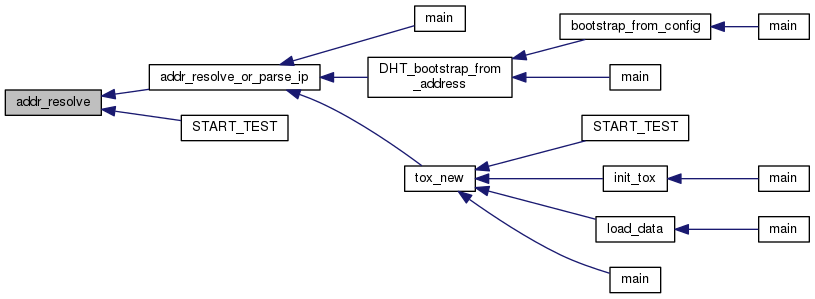 main
bootstrap_from_config
main
addr_resolve_or_parse_ip
DHT_bootstrap_from
_address
main
addr_resolve
START_TEST
START_TEST
tox_new
init_tox
main
load_data
main
main